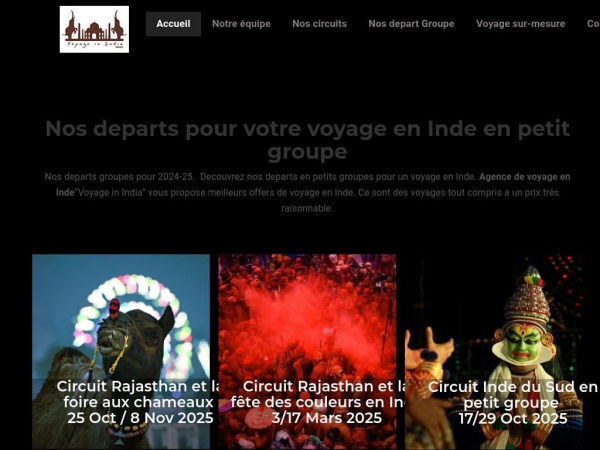 Voyage in India
Accueil
Notre équipe
Nos circuits
Nos depart Groupe
Voyage sur-mesure
Co
Nos departs pour votre voyage en Inde en petit
groupe
Nos departs groupes pour 2024-25. Decouvrez nos departs en petits groupes pour un voyage en Inde. Agence de voyage en
Inde"Voyage in India" vous propose meilleurs offers de voyage en Inde. Ce sont des voyages tout compris a un prix très
raisonnable.
Circuit Rajasthan et la
foire aux chameaux
25 Oct / 8 Nov 2025
Circuit Rajasthan et la
fête des couleurs en In
3/17 Mars 2025
Circuit Inde du Sud en
petit groupe
17/29 Oct 2025